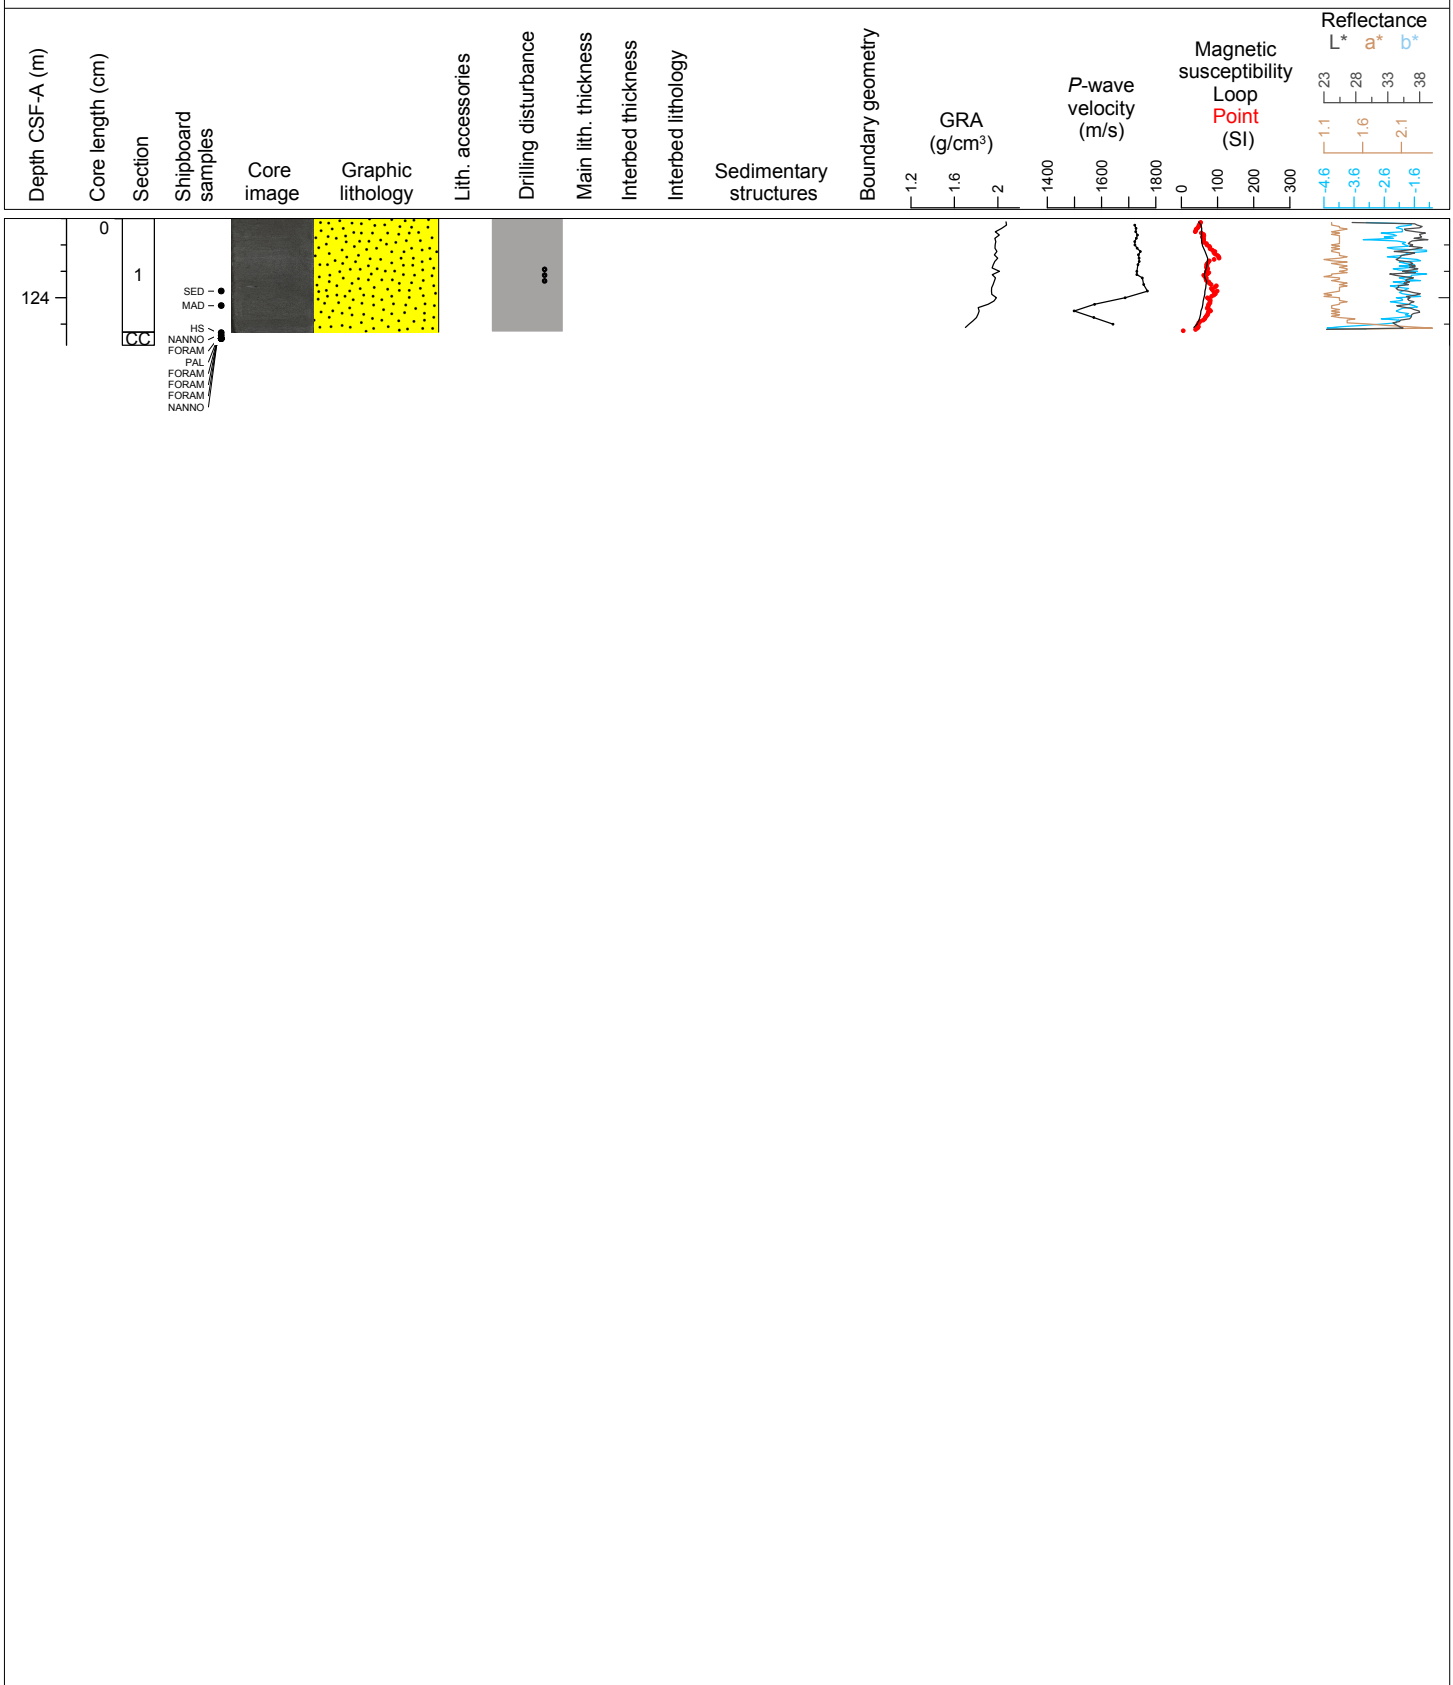 Depth CSF-A (m)
Core length (cm)
Section
Shipboard
samples
Core
image
Graphic
lithology
Lith. accessories
Drilling disturbance
Main lith. thickness
Interbed thickness
Interbed lithology
Sedimentary
structures
Boundary geometry
GRA
(g/cm³)
1.2 1.6 2
P-wave
velocity
(m/s)
1400 1600 1800
Magnetic
susceptibility
Loop
Point
(SI)
0 100 200 300
Reflectance
L* a* b*
23 28 33 38
1.1 1.6 2.1
-4.6 -3.6 -2.6 -1.6
0
1
124
CC
SED
MAD
HS
NANNO
FORAM
PAL
FORAM
FORAM
FORAM
NANNO